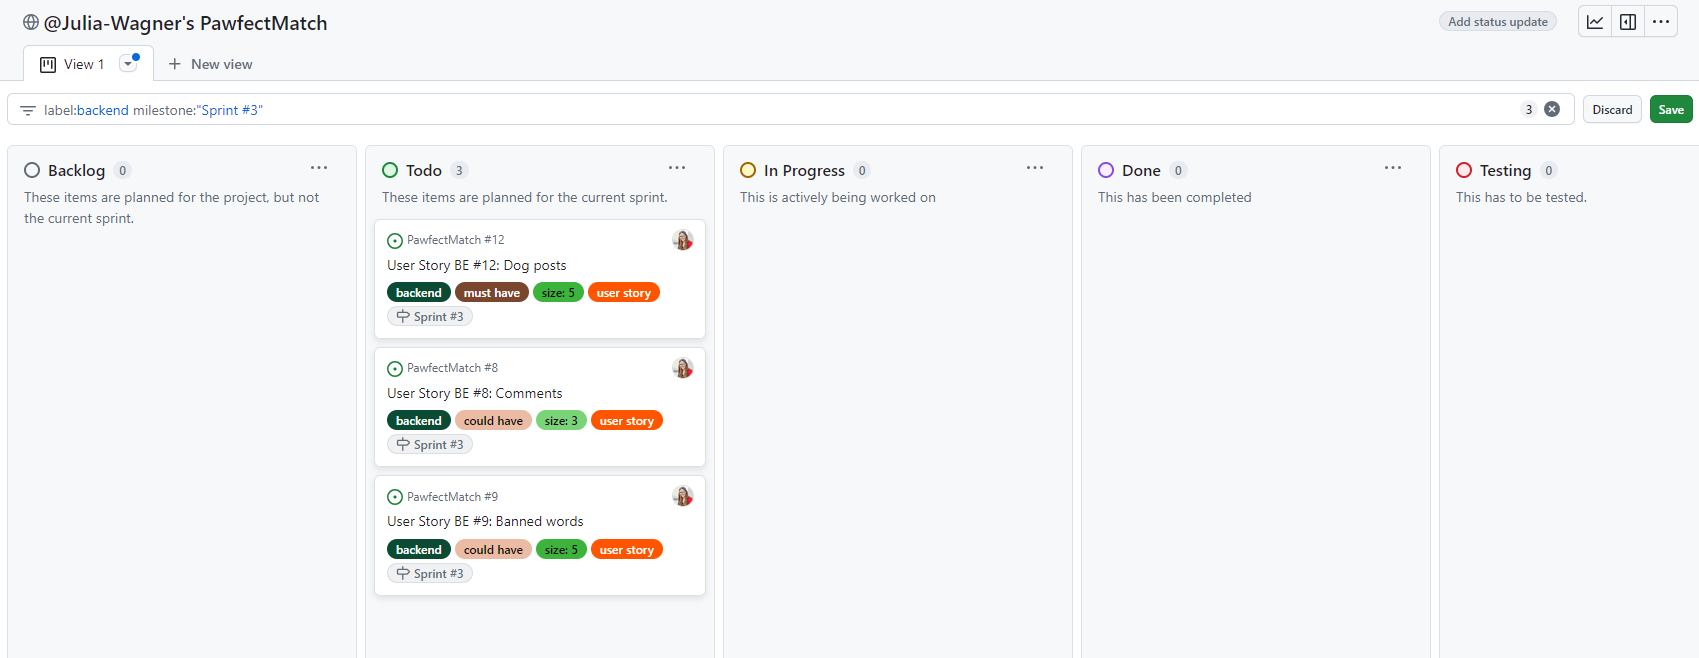 @Julia-Wagner's PawfectMatch
Add status update
View 1
New view
label:backend milestone:"Sprint #3"
3
Discard
Save
Backlog 0
These items are planned for the project, but not
the current sprint.
Todo 3
These items are planned for the current sprint.
PawfectMatch #12
User Story BE #12: Dog posts
backend must have size: 5 user story
Sprint #3
PawfectMatch #8
User Story BE #8: Comments
backend could have size: 3 user story
Sprint #3
PawfectMatch #9
User Story BE #9: Banned words
backend could have size: 5 user story
Sprint #3
In Progress 0
This is actively being worked on
Done 0
This has been completed
Testing 0
This has to be tested.